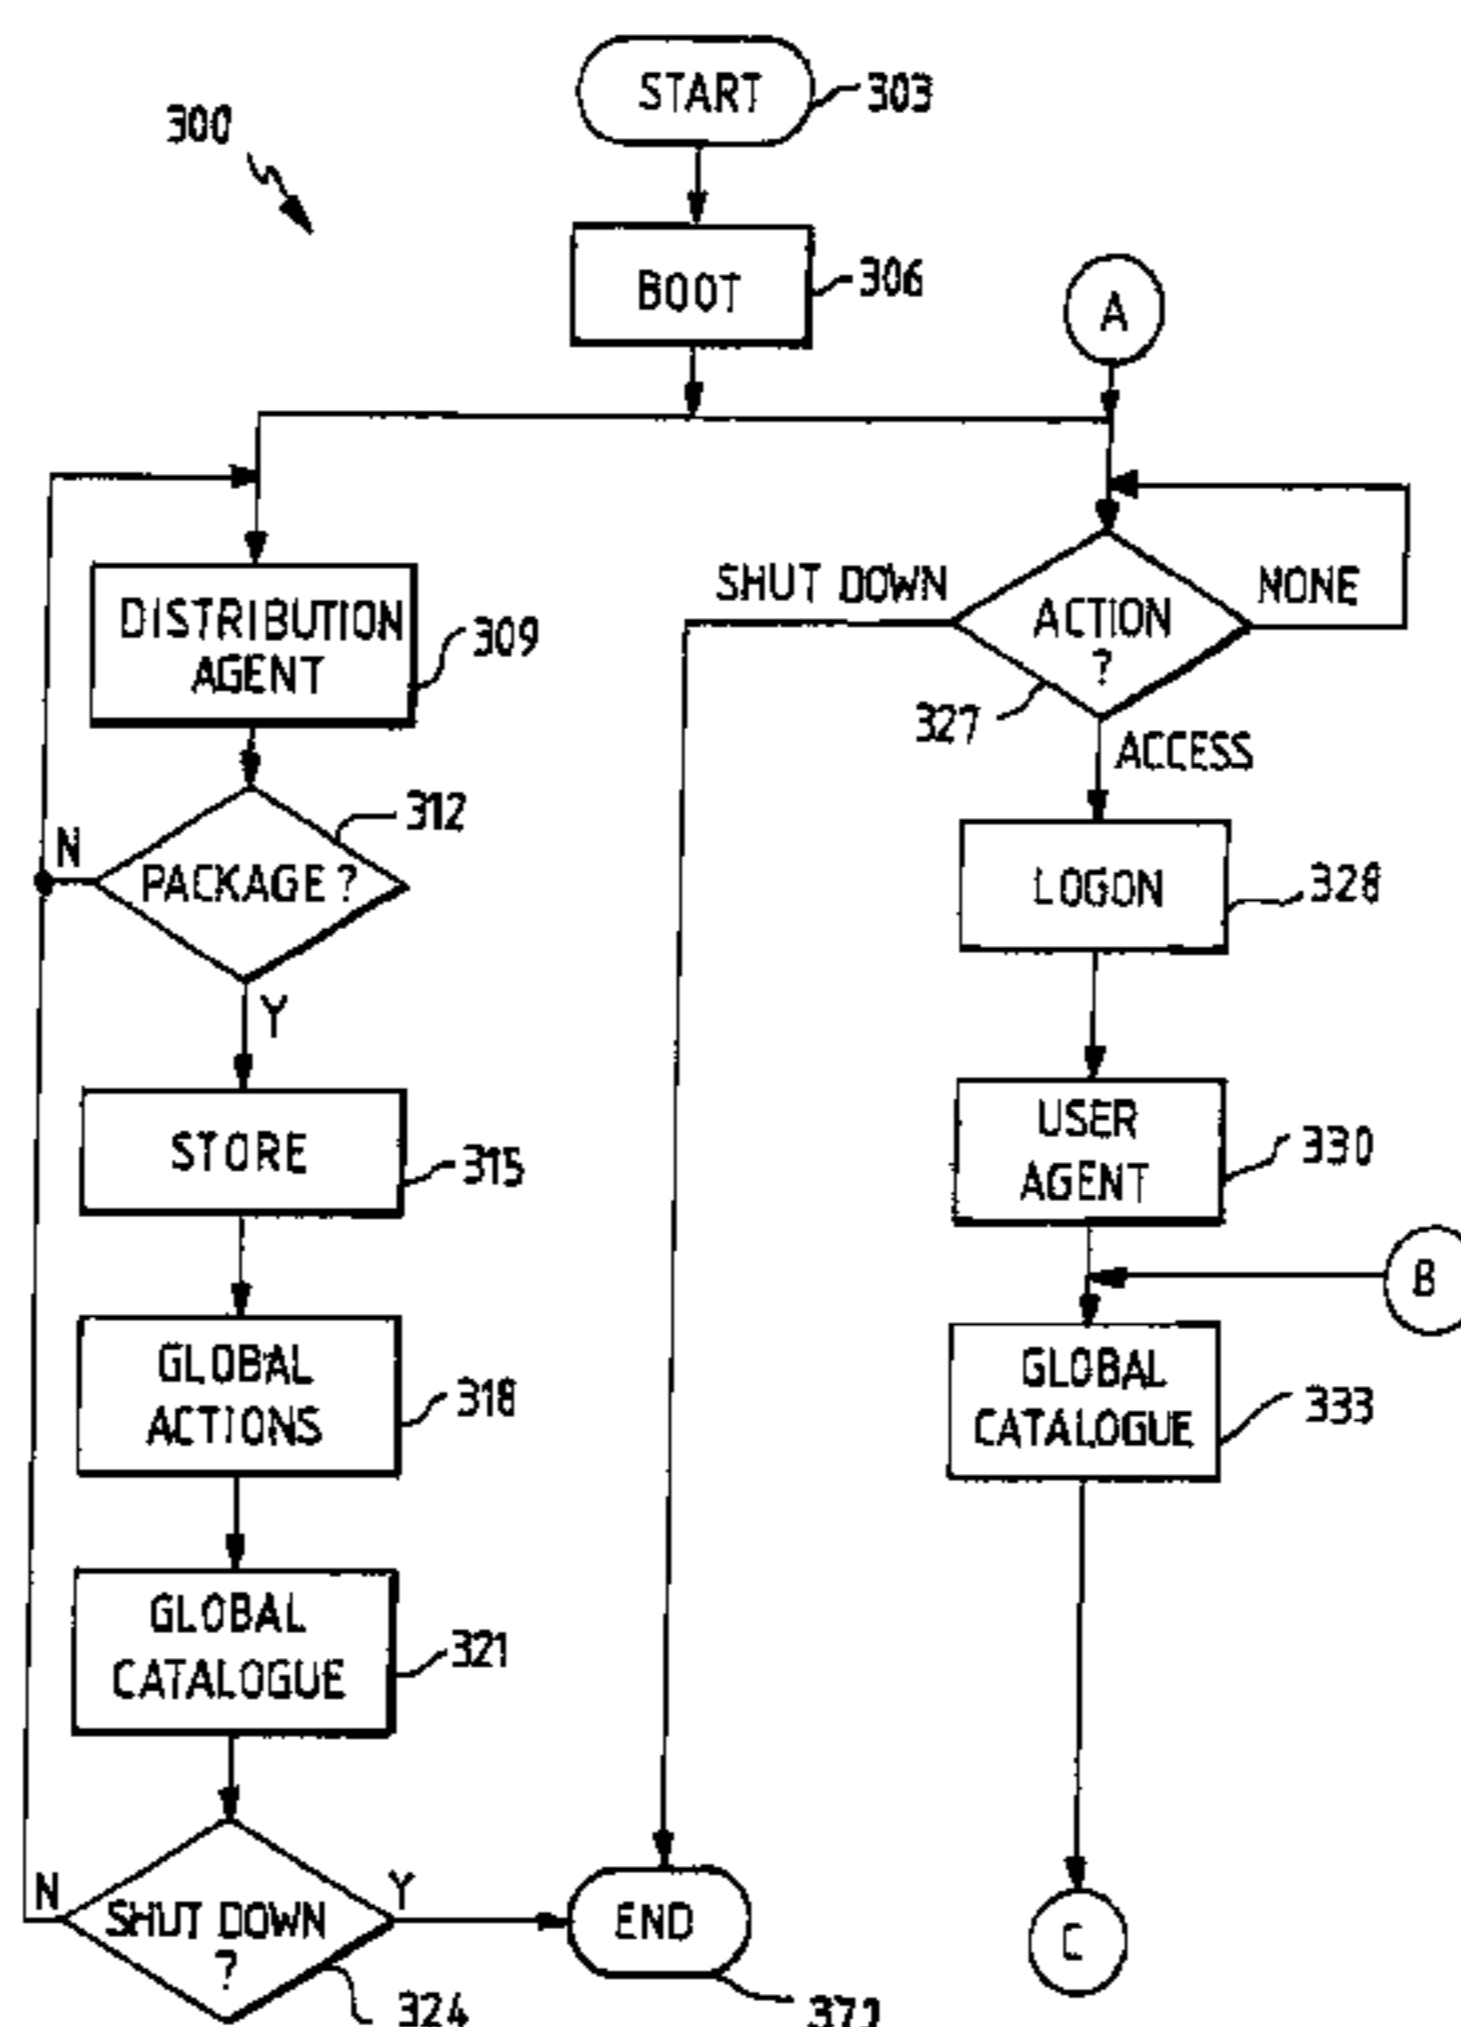 START
303
300
BOOT
306
A
DISTRIBUTION
AGENT
309
SHUT DOWN
ACTION
?
NONE
327
ACCESS
PACKAGE?
312
N
Y
LOGON
328
STORE
315
USER
AGENT
330
B
GLOBAL
ACTIONS
318
GLOBAL
CATALOGUE
333
GLOBAL
CATALOGUE
321
SHUT DOWN
?
N
Y
324
END
C